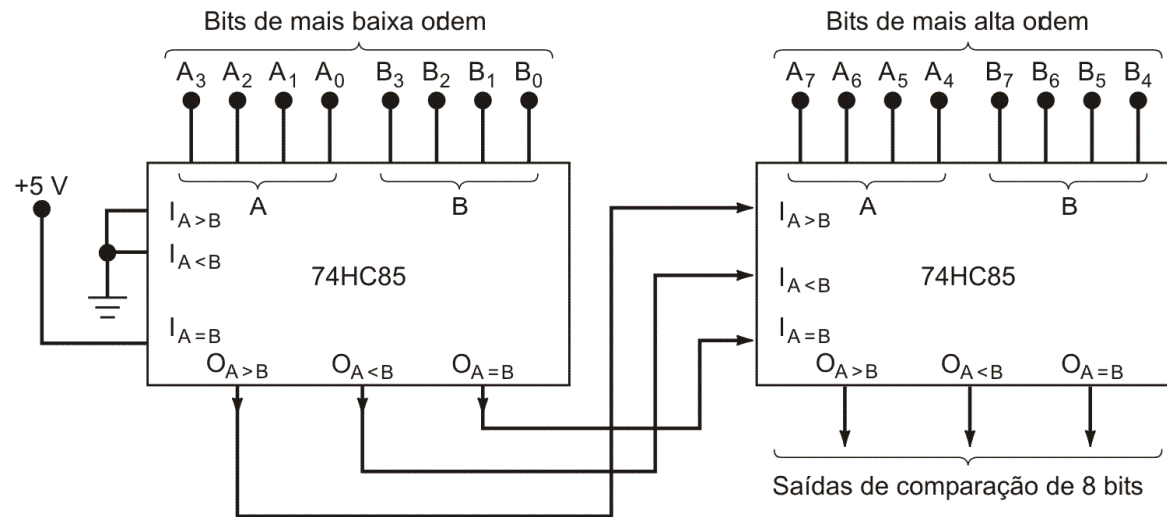 Bits de mais baixa ordem
A3 A2 A1 A0 B3 B2 B1 B0
A B
+5 V
IA>B
IA<B
74HC85
IA=B
OA>B OA<B OA=B
Bits de mais alta ordem
A7 A6 A5 A4 B7 B6 B5 B4
A B
IA>B
IA<B
74HC85
IA=B
OA>B OA<B OA=B
Saídas de comparação de 8 bits